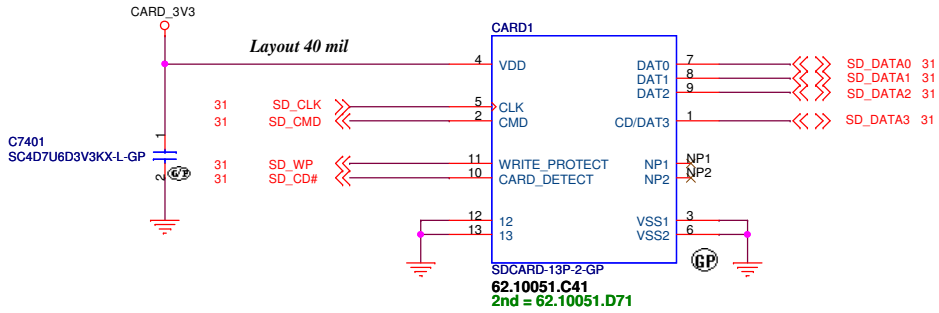 CARD_3V3
CARD1
Layout 40 mil
4 VDD DAT0 7 SD_DATA0 31
DAT1 8 SD_DATA1 31
DAT2 9 SD_DATA2 31
31 SD_CLK 5 CLK
31 SD_CMD 2 CMD CD/DAT3 1 SD_DATA3 31
1
C7401
SC4D7U6D3V3KX-L-GP
2 G/P
31 SD_WP 11 WRITE_PROTECT NP1 NP1
31 SD_CD# 10 CARD_DETECT NP2 NP2
12 12 VSS1 3
13 13 VSS2 6
GP
SDCARD-13P-2-GP
62.10051.C41
2nd = 62.10051.D71